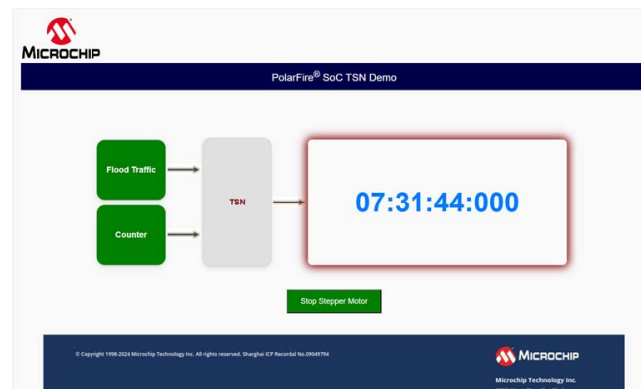 MICROCHIP
PolarFire® SoC TSN Demo
Flood Traffic
TSN
07:31:44:000
Counter
Stop Stepper Motor
© Copyright 1998-2024 Microchip Technology Inc. All rights reserved. Shanghai ICP Recordal No.09049794
MICROCHIP
Microchip Technology Inc.